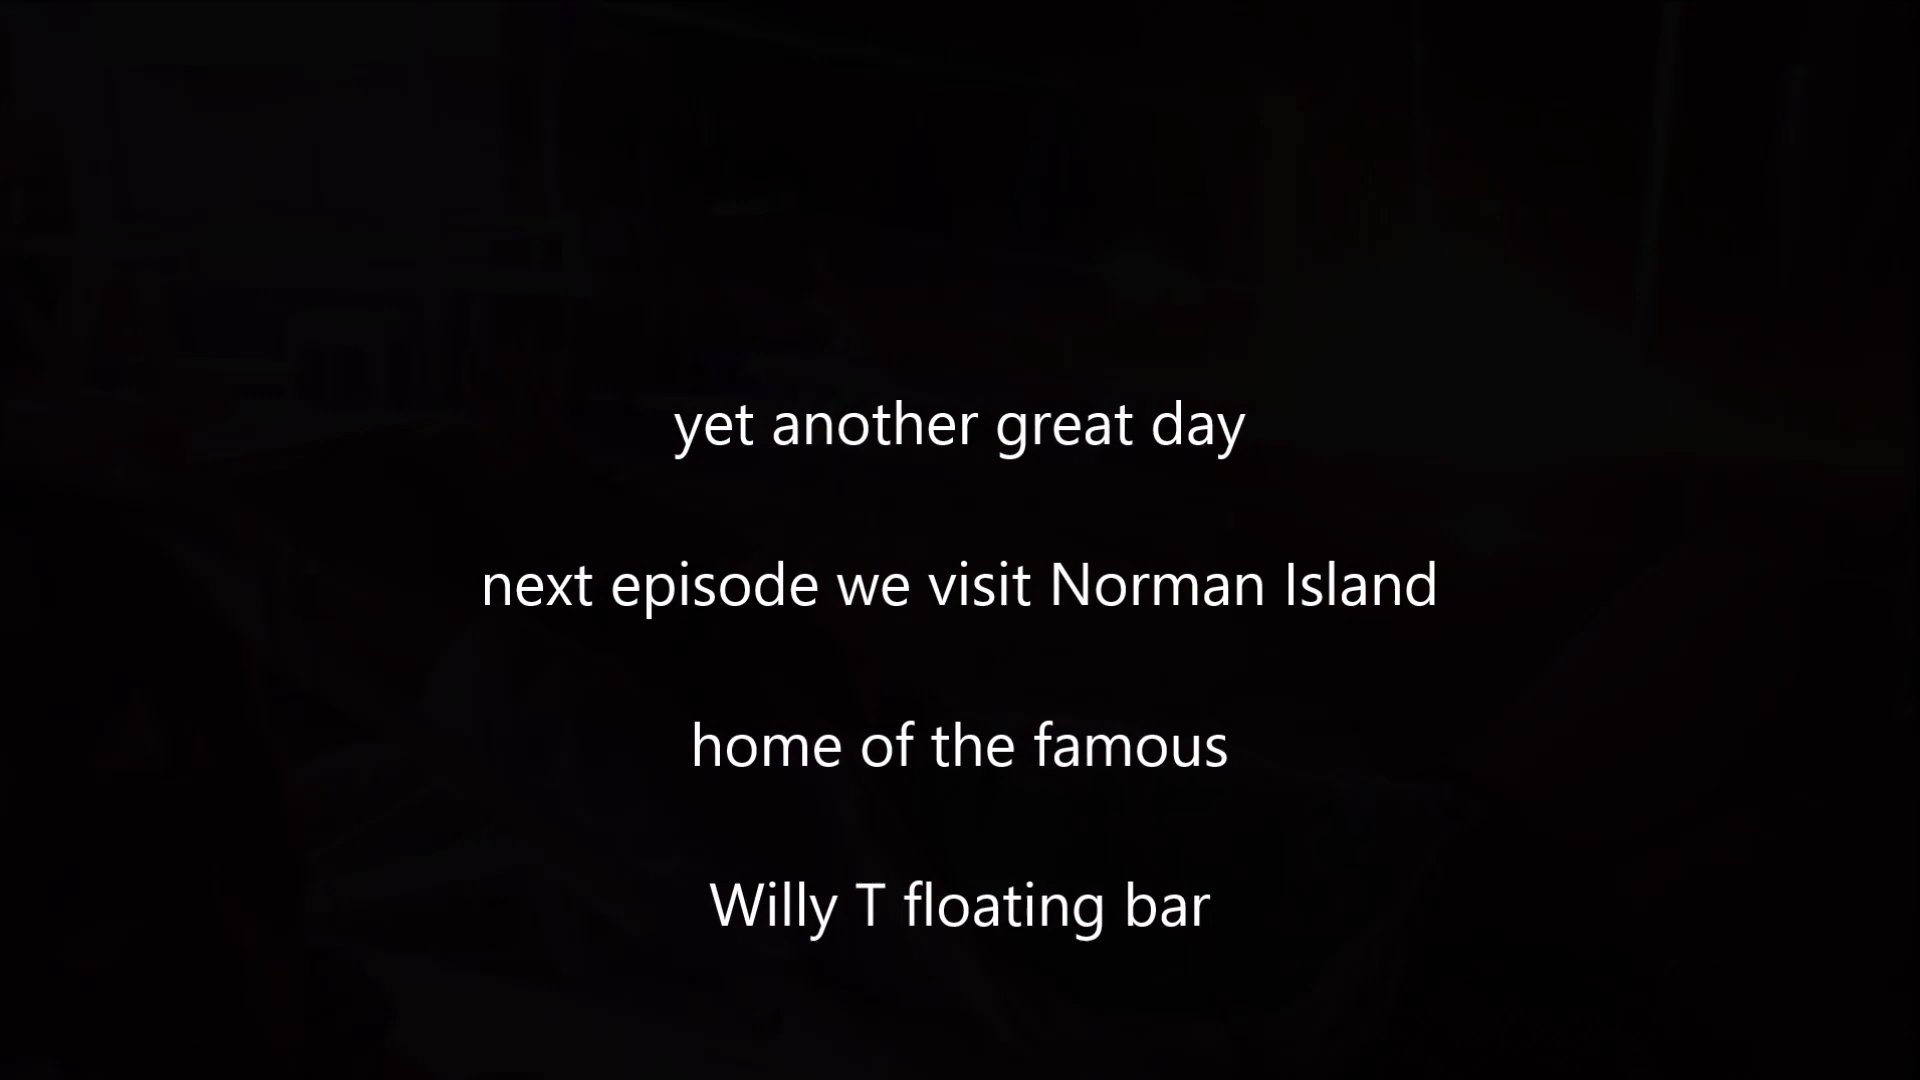 yet another great day
next episode we visit Norman Island
home of the famous
Willy T floating bar